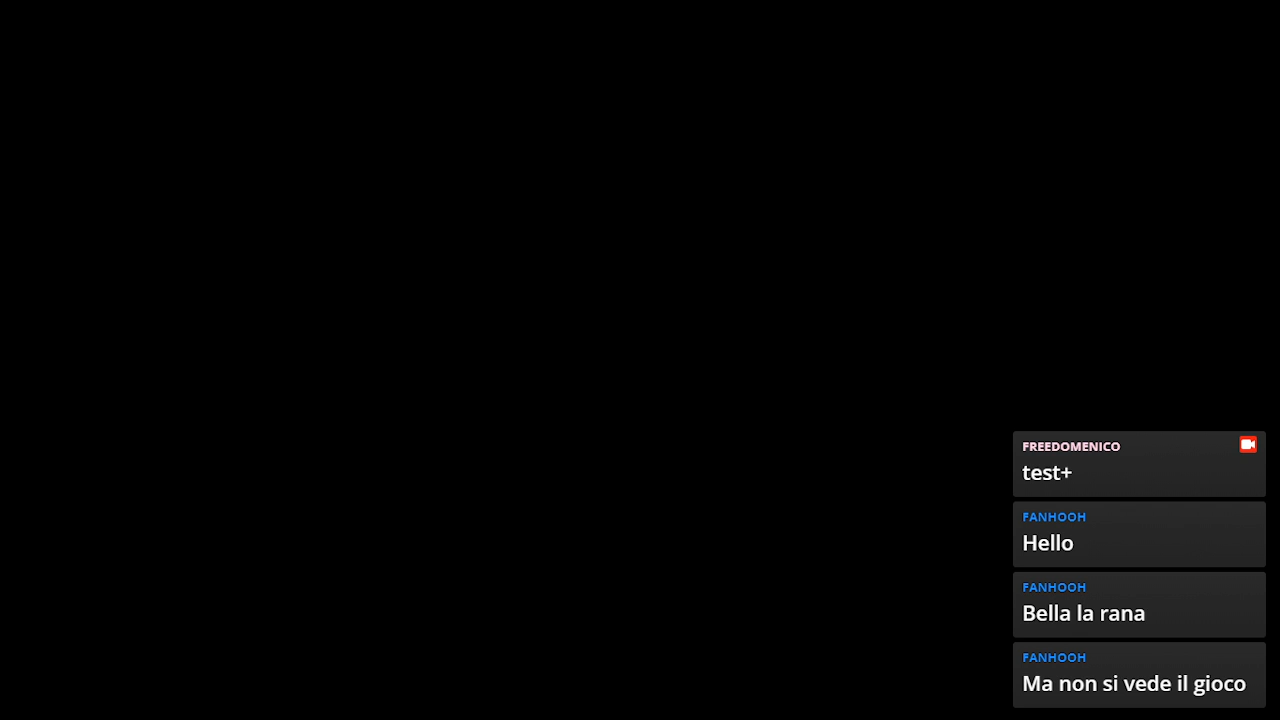 FREEDOMENICO
test+
FANHOOH
Hello
FANHOOH
Bella la rana
FANHOOH
Ma non si vede il gioco